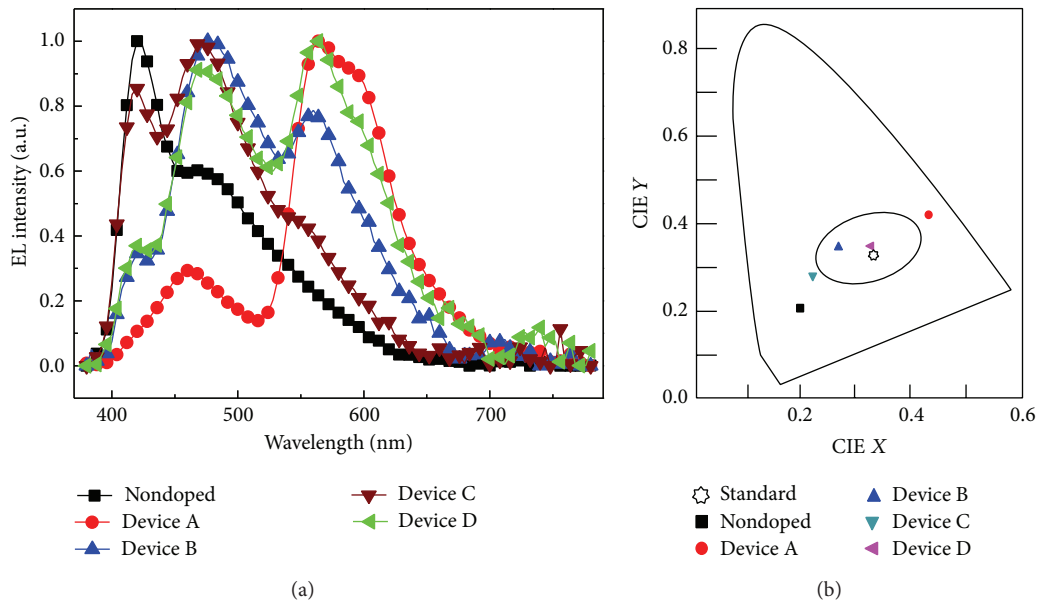 1.0
0.8
0.6
0.4
0.2
0.0
EL intensity (a.u.)
400
500
600
700
Wavelength (nm)
Nondoped
Device A
Device B
Device C
Device D
(a)
0.8
0.6
0.4
0.2
0.0
CIE Y
0.2
0.4
0.6
CIE X
Standard
Nondoped
Device A
Device B
Device C
Device D
(b)